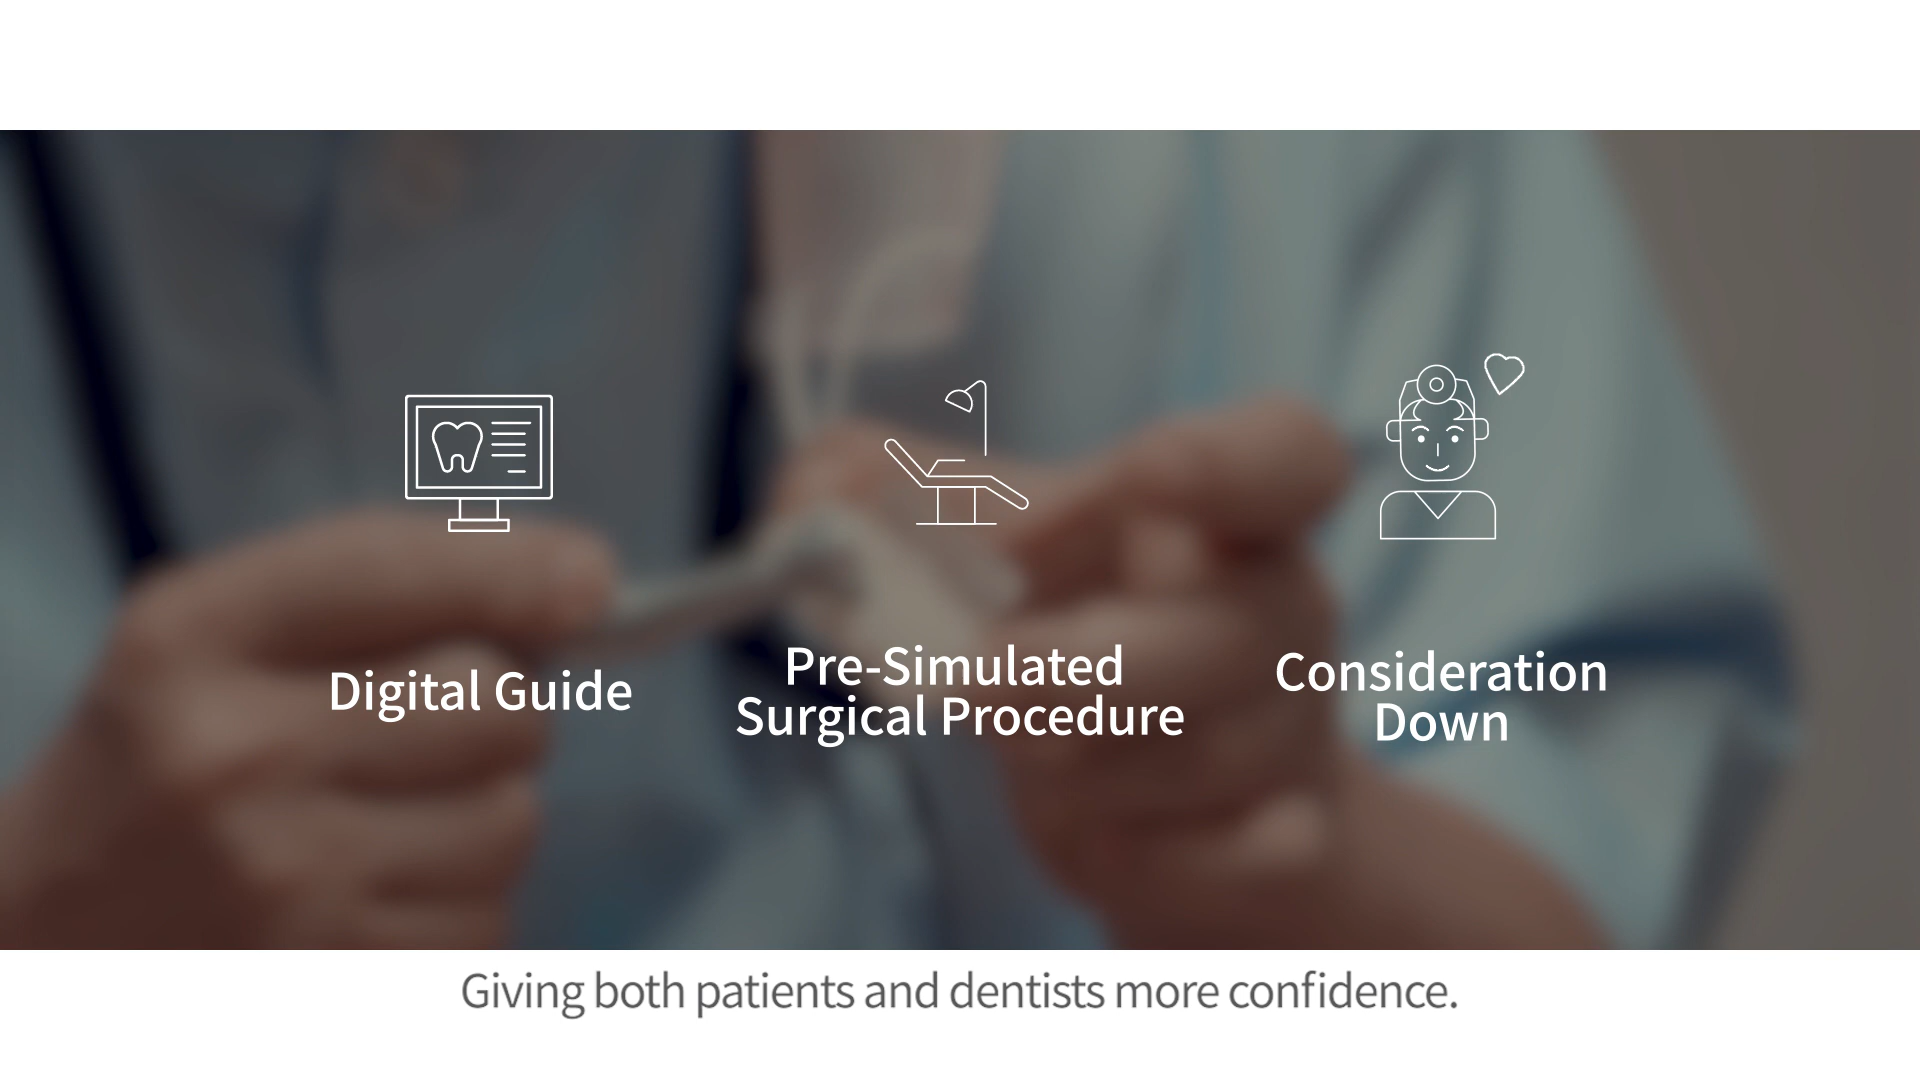 Digital Guide
Pre-Simulated
Surgical Procedure
Consideration
Down
Giving both patients and dentists more confidence.